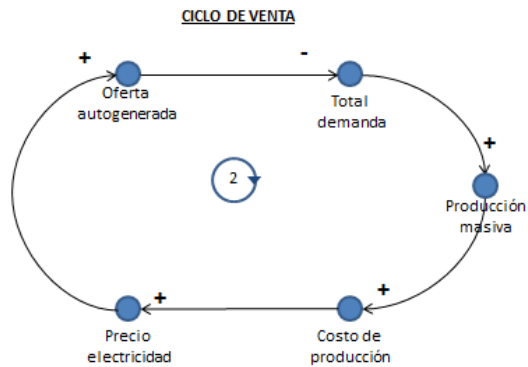 CICLO DE VENTA
+
-
Oferta
autogenerada
Total
demanda
+
2
Producción
masiva
+
+
Precio
electricidad
Costo de
producción